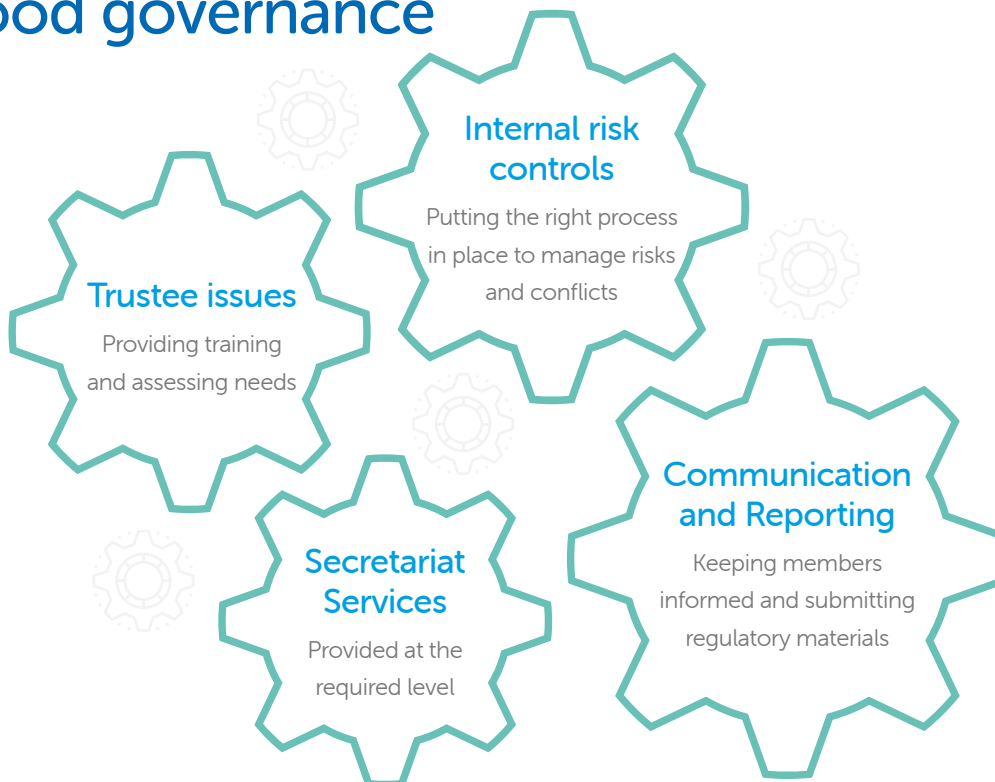 ood governance
Internal risk
controls
Putting the right process
in place to manage risks
and conflicts
Trustee issues
Providing training
and assessing needs
Communication
and Reporting
Keeping members
informed and submitting
regulatory materials
Secretariat
Services
Provided at the
required level